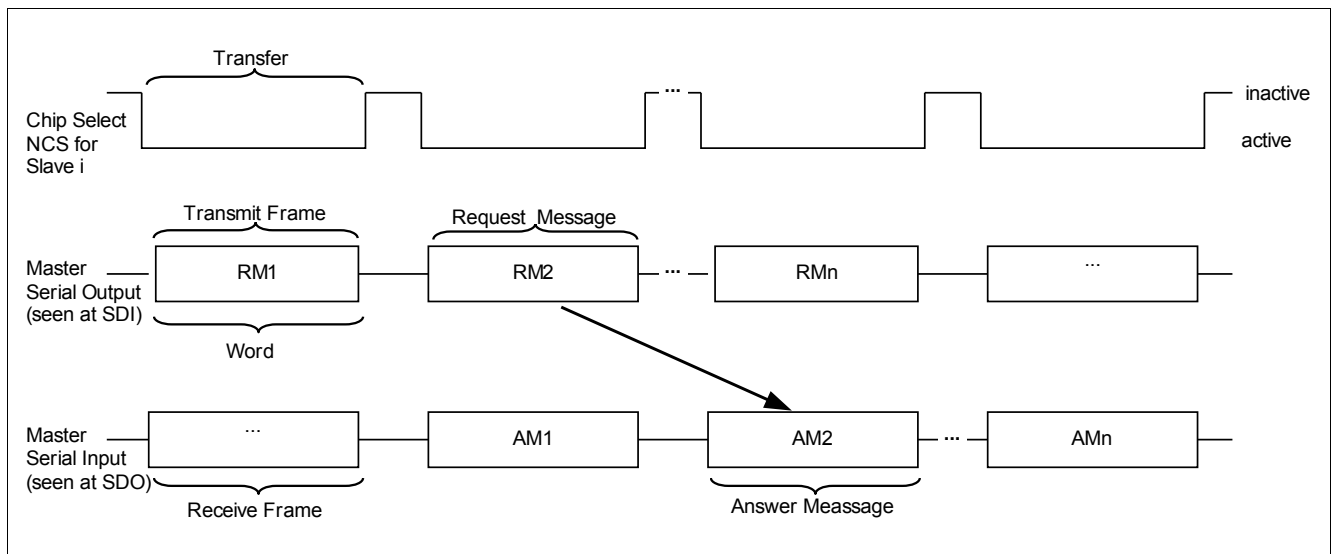 Transfer
...
inactive
Chip Select
NCS for
Slave i
active
Transmit Frame
Request Message
Master
Serial Output
(seen at SDI)
RM1
RM2
...
RMn
...
Word
Master
Serial Input
(seen at SDO)
...
AM1
AM2
...
AMn
Receive Frame
Answer Meassage